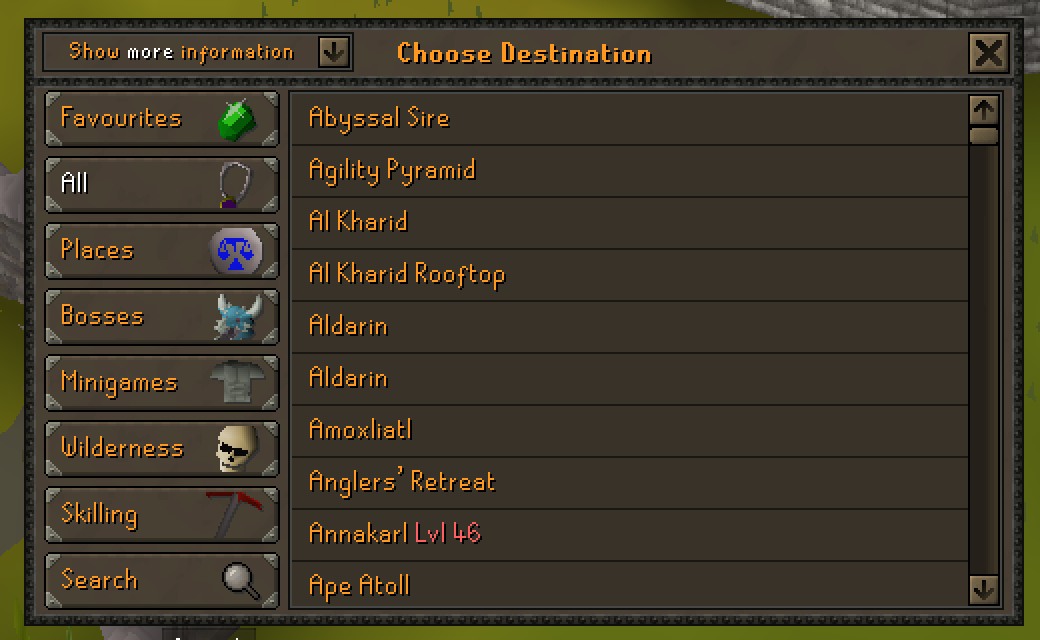 Show more information
Choose Destination
Favourites
All
Places
Bosses
Minigames
Wilderness
Skilling
Search
Abyssal Sire
Agility Pyramid
Al Kharid
Al Kharid Rooftop
Aldarin
Aldarin
Amoxliatl
Anglers' Retreat
Annakarl Lvl 46
Ape Atoll